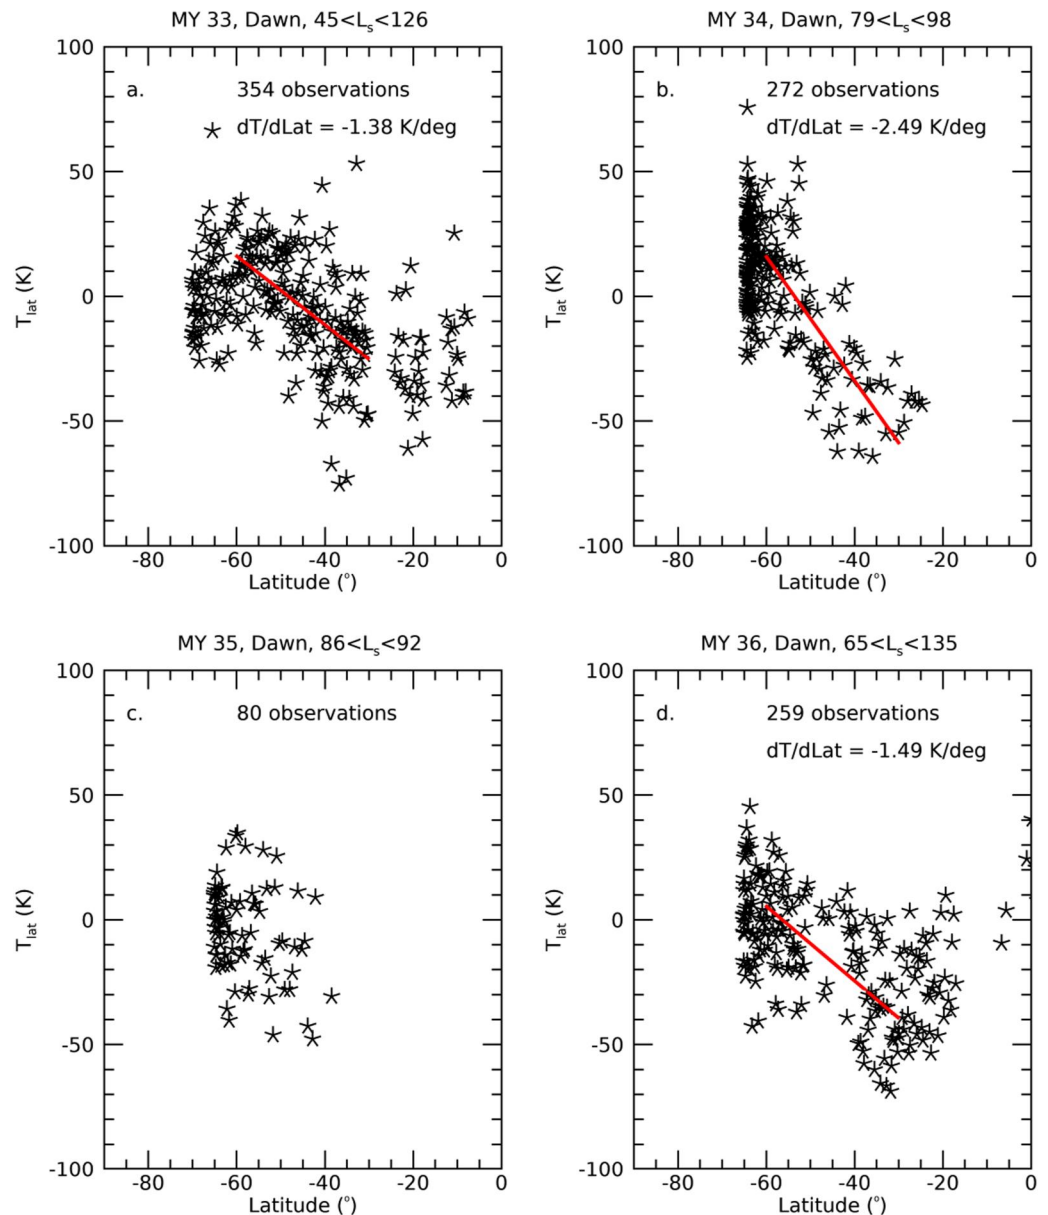 MY 33, Dawn, 45<Ls<126
100
a.
354 observations
dT/dLat = -1.38 K/deg
50
0
-50
-100
Tlat (K)
-80 -60 -40 -20 0
Latitude (°)
MY 34, Dawn, 79<Ls<98
100
b.
272 observations
dT/dLat = -2.49 K/deg
50
0
-50
-100
Tlat (K)
-80 -60 -40 -20 0
Latitude (°)
MY 35, Dawn, 86<Ls<92
100
c.
80 observations
50
0
-50
-100
Tlat (K)
-80 -60 -40 -20 0
Latitude (°)
MY 36, Dawn, 65<Ls<135
100
d.
259 observations
dT/dLat = -1.49 K/deg
50
0
-50
-100
Tlat (K)
-80 -60 -40 -20 0
Latitude (°)